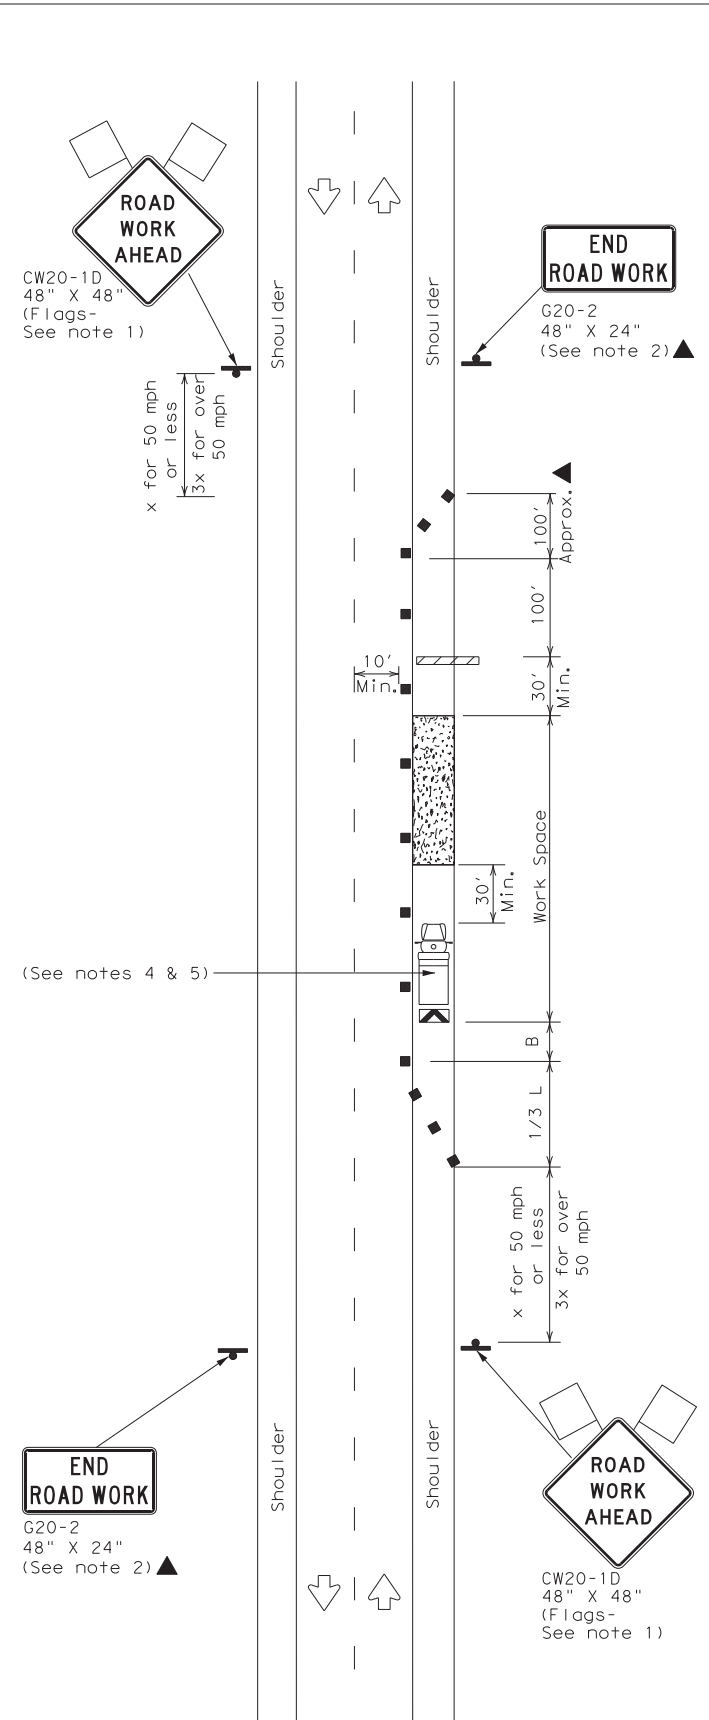 ROAD
WORK
AHEAD
CW20-1D
48" X 48"
(Flags-
See note 1)
Shoulder
Shoulder
END
ROAD WORK
G20-2
48" X 24"
(See note 2)
x for 50 mph
or less
3x for over
50 mph
100'
Approx.
100'
10'
Min.
30'
Min.
Work Space
30'
Min.
(See notes 4 & 5)
B
1/3 L
x for 50 mph
or less
3x for over
50 mph
END
ROAD WORK
G20-2
48" X 24"
(See note 2)
Shoulder
Shoulder
ROAD
WORK
AHEAD
CW20-1D
48" X 48"
(Flags-
See note 1)